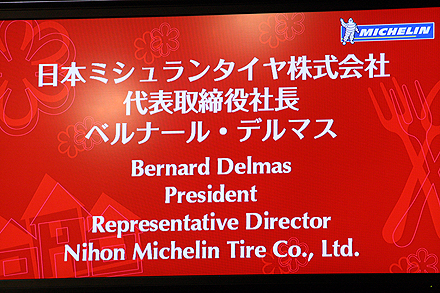 MICHELIN
日本ミシュランタイヤ株式会社
代表取締役社長
ベルナール・デルマス
Bernard Delmas
President
Representative Director
Nihon Michelin Tire Co., Ltd.